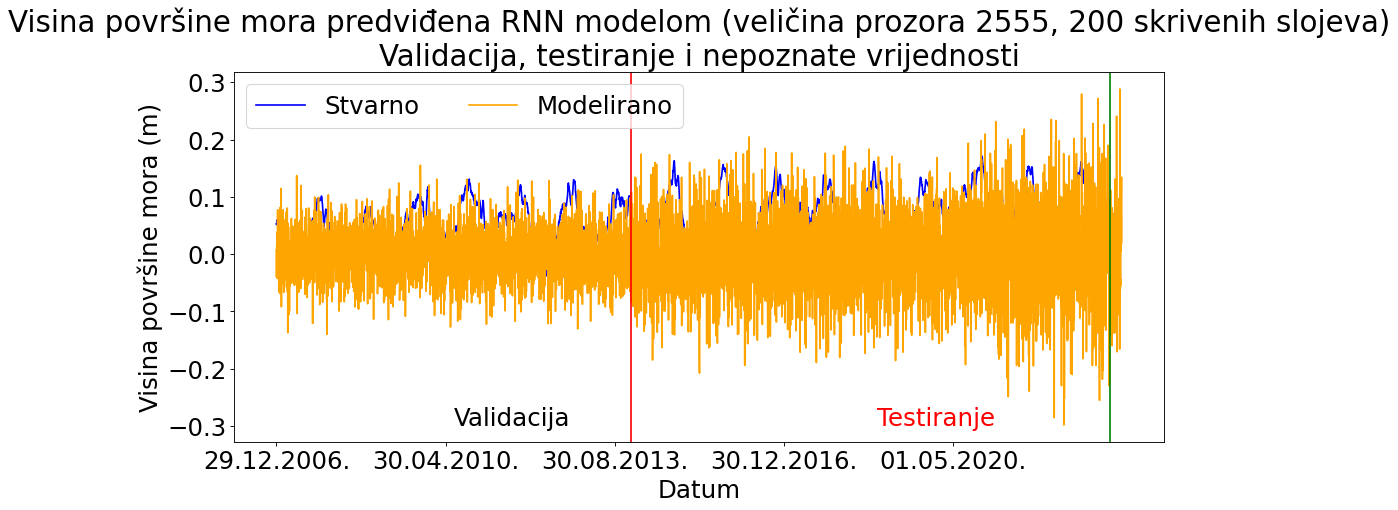 Visina površine mora predviđena RNN modelom (veličina prozora 2555, 200 skrivenih slojeva)
Validacija, testiranje i nepoznate vrijednosti
Stvarno
Modelirano
Visina površine mora (m)
0.3
0.2
0.1
0.0
−0.1
−0.2
−0.3
Validacija
Testiranje
29.12.2006.
30.04.2010.
30.08.2013.
30.12.2016.
01.05.2020.
Datum